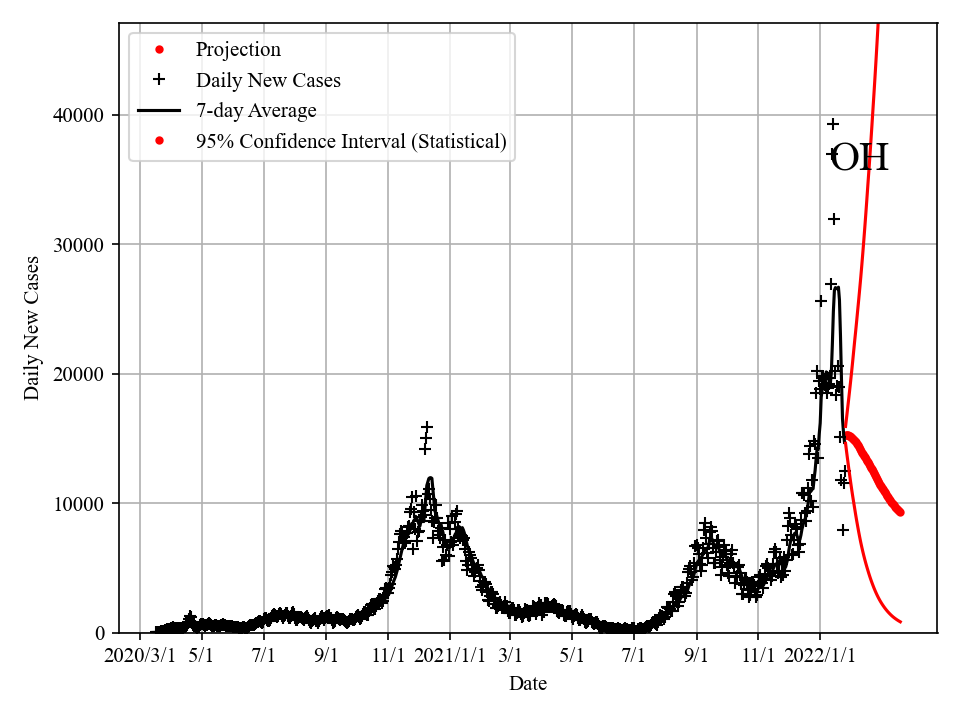 Projection
Daily New Cases
7-day Average
95% Confidence Interval (Statistical)
OH
40000
30000
20000
10000
0
Daily New Cases
2020/3/1 5/1 7/1 9/1 11/1 2021/1/1 3/1 5/1 7/1 9/1 11/1 2022/1/1
Date